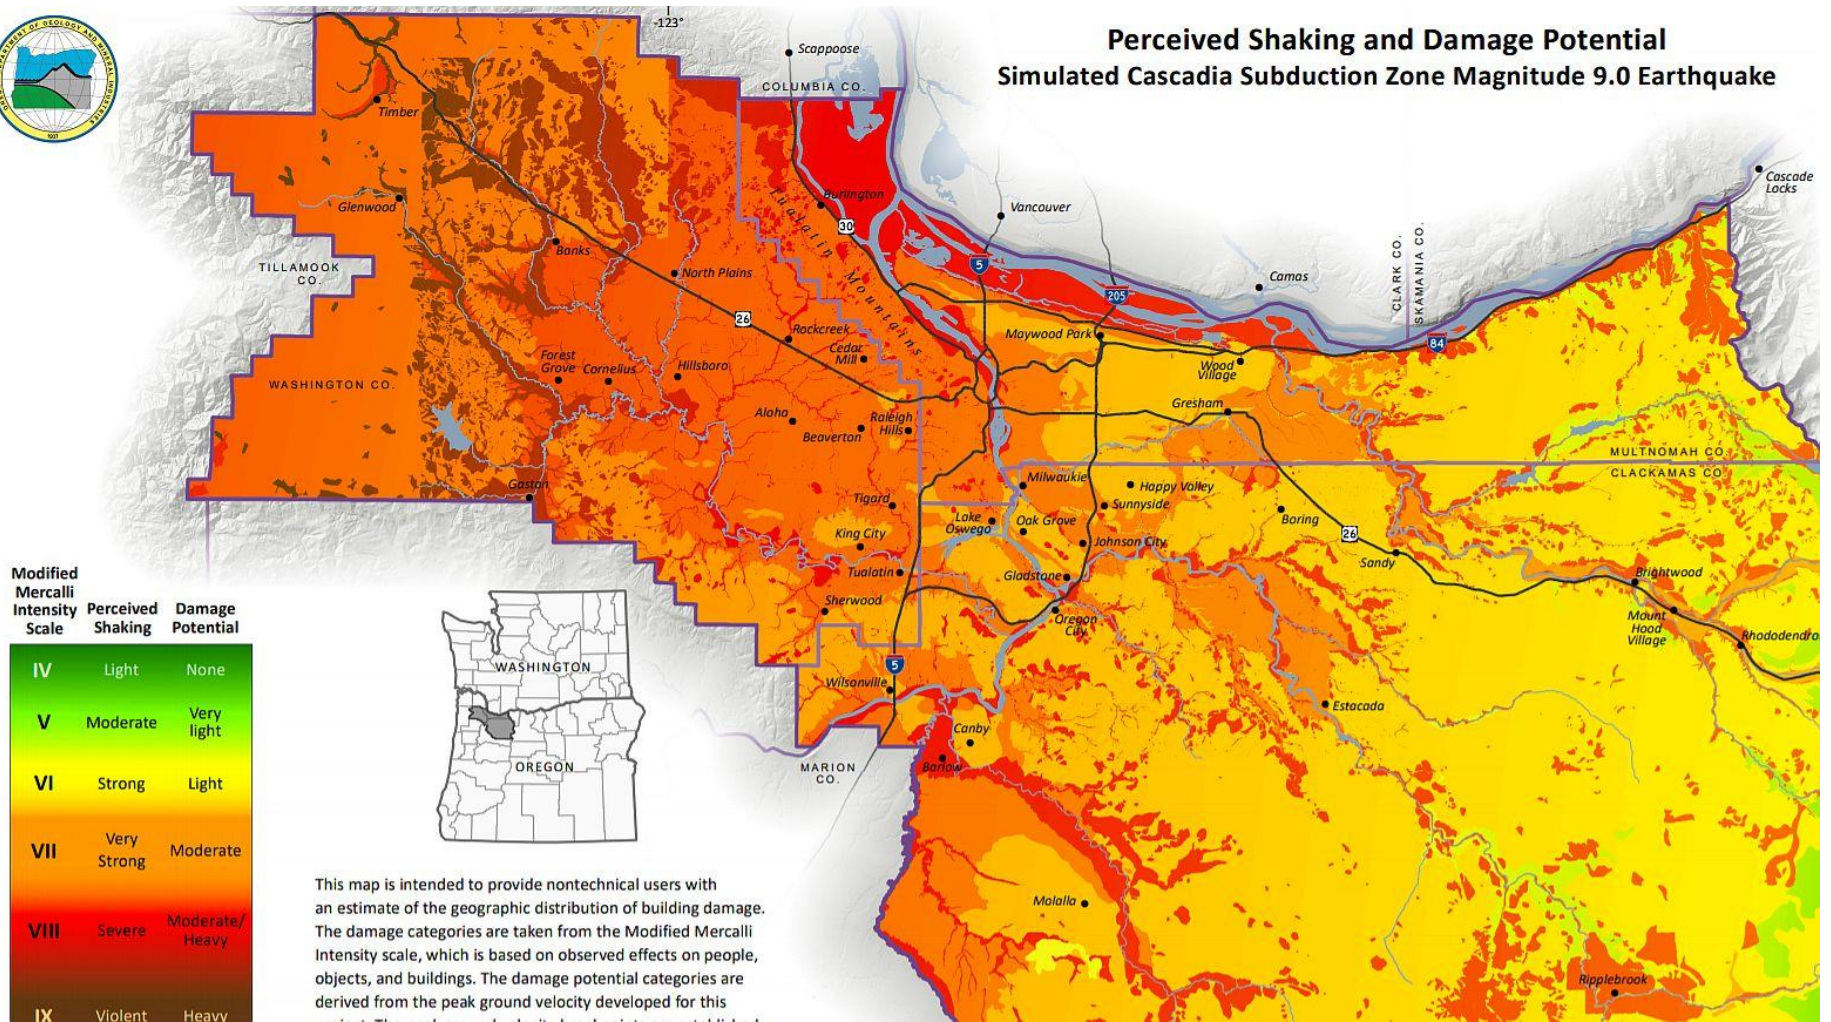 Perceived Shaking and Damage Potential
Simulated Cascadia Subduction Zone Magnitude 9.0 Earthquake
-123°
Scappoose
COLUMBIA CO.
Timber
Burlington
30
Vancouver
Cascade
Locks
Glenwood
Tualatin Mountains
Banks
North Plains
TILLAMOOK
CO.
5
205
Camas
CLARK CO.
SKAMANIA CO.
84
26
Rockcreek
Cedar
Mill
Maywood Park
Wood
Village
Forest
Grove
Cornelius
Hillsboro
WASHINGTON CO.
Aloha
Beaverton
Raleigh
Hills
Gresham
MULTNOMAH CO.
CLACKAMAS CO.
Gaston
Tigard
Milwaukie
Happy Valley
Sunnyside
King City
Lake
Oswego
Oak Grove
Johnson City
Boring
26
Sandy
Tualatin
Gladstone
Brightwood
Sherwood
Oregon
City
Mount
Hood
Village
Rhododendro
5
Wilsonville
Estacada
Canby
Barlow
MARION
CO.
Molalla
Ripplebrook
WASHINGTON
OREGON
Modified
Mercalli
Intensity
Scale
Perceived
Shaking
Damage
Potential
IV Light None
V Moderate Very
light
VI Strong Light
VII Very
Strong Moderate
VIII Severe Moderate/
Heavy
IX Violent Heavy
This map is intended to provide nontechnical users with
an estimate of the geographic distribution of building damage.
The damage categories are taken from the Modified Mercalli
Intensity scale, which is based on observed effects on people,
objects, and buildings. The damage potential categories are
derived from the peak ground velocity developed for this